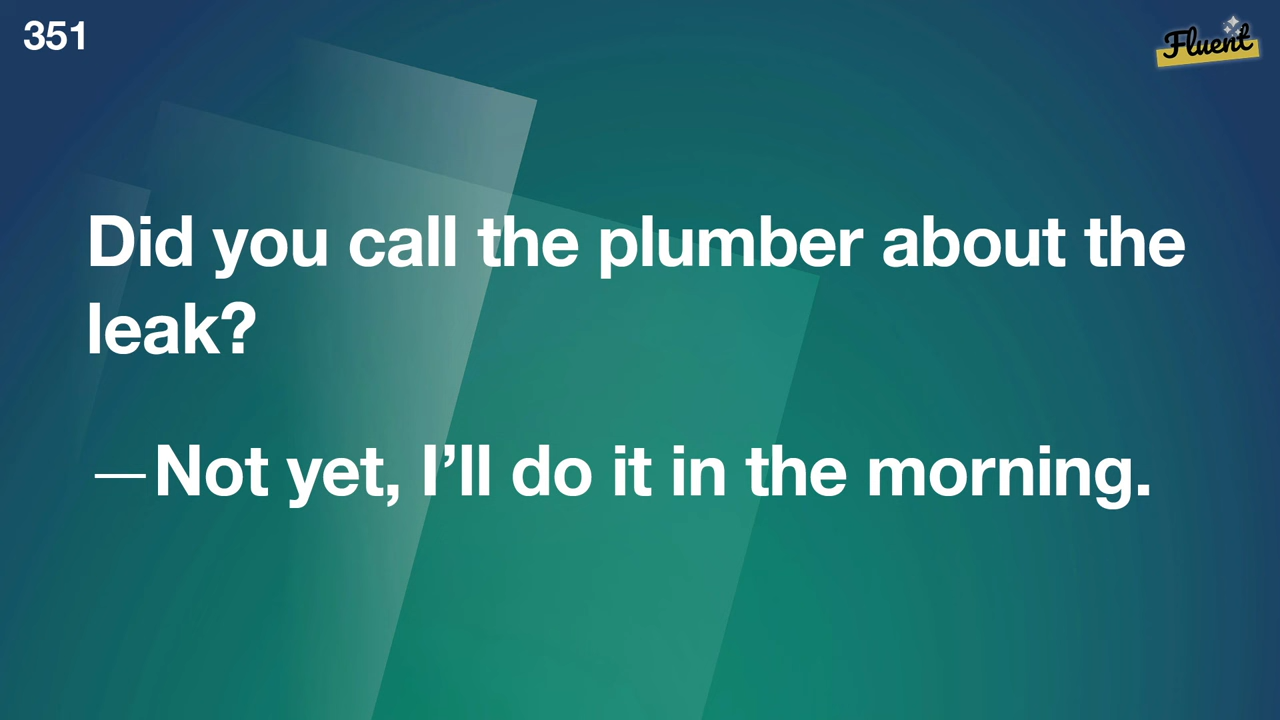 351
Fluent
Did you call the plumber about the
leak?
—Not yet, I’ll do it in the morning.